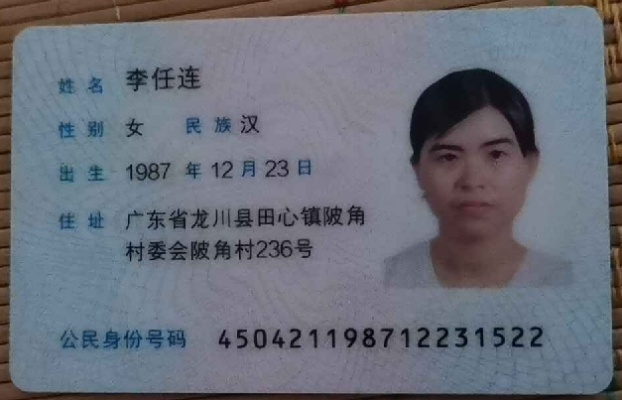 姓名 李任连
性别 女 民族 汉
出生 1987 年 12 月 23 日
住址 广东省龙川县田心镇陂角
村委会陂角村236号
公民身份号码 450421198712231522